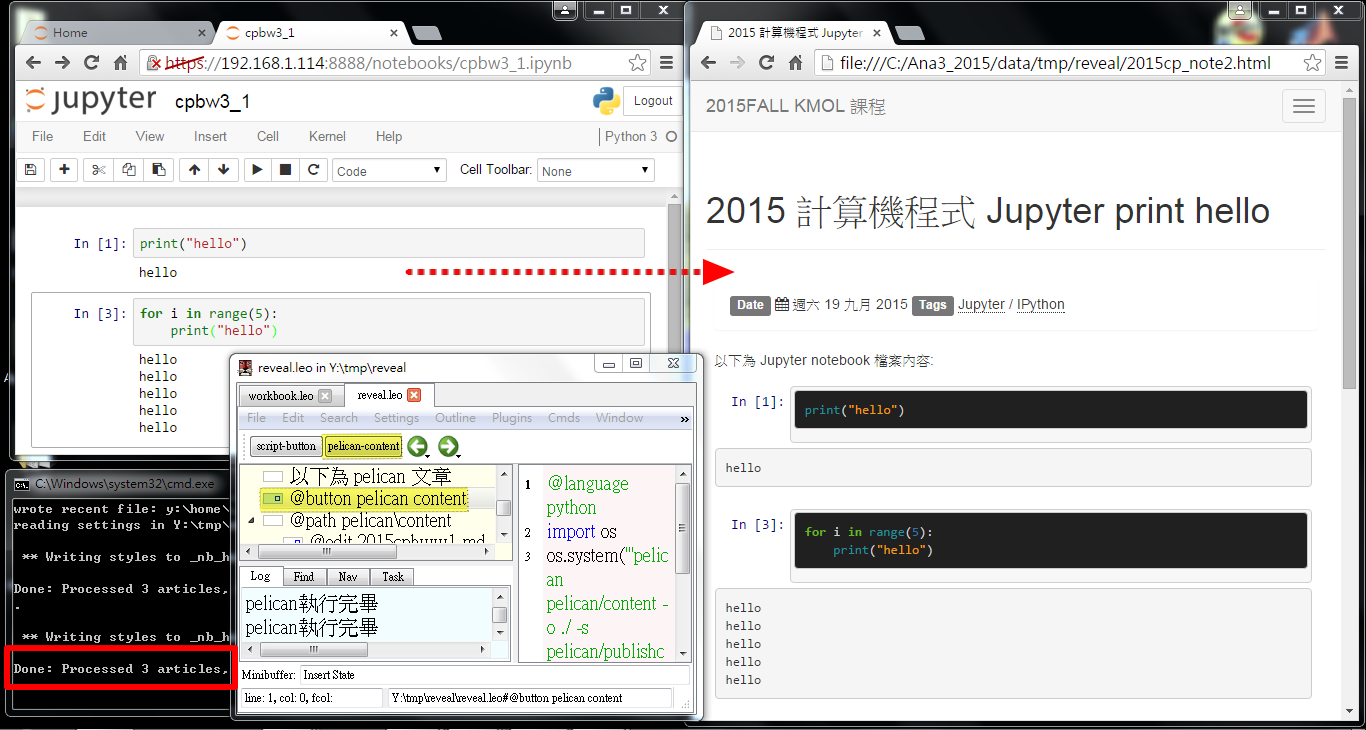 Home
cpbw3_1
https://192.168.1.114:8888/notebooks/cpbw3_1.ipynb
jupyter cpbw3_1
Logout
File Edit View Insert Cell Kernel Help
Python 3
Code
Cell Toolbar: None
In [1]: print("hello")
hello
In [3]: for i in range(5):
print("hello")
hello
hello
hello
hello
hello
C:\Windows\system32\cmd.exe
wrote recent file: y:\home\
reading settings in Y:\tmp\
** Writing styles to _nb_h
Done: Processed 3 articles,
-
** Writing styles to _nb_h
Done: Processed 3 articles,
reveal.leo in Y:\tmp\reveal
workbook.leo
reveal.leo
File Edit Search Settings Outline Plugins Cmds Window »
script-button
pelican-content
以下為 pelican 文章
@button pelican content
@path pelican\content
Log Find Nav Task
pelican執行完畢
pelican執行完畢
1 @language
python
2 import os
3 os.system("'pelic
an
pelican/content -
o ./ -s
pelican/publishc
Minibuffer: Insert State
line: 1, col: 0, fcol:
Y:\tmp\reveal\reveal.leo#@button pelican content
2015 計算機程式 Jupyter
file:///C:/Ana3_2015/data/tmp/reveal/2015cp_note2.html
2015FALL KMOL 課程
2015 計算機程式 Jupyter print hello
Date 週六 19 九月 2015 Tags Jupyter / IPython
以下為 Jupyter notebook 檔案內容:
In [1]: print("hello")
hello
In [3]: for i in range(5):
print("hello")
hello
hello
hello
hello
hello